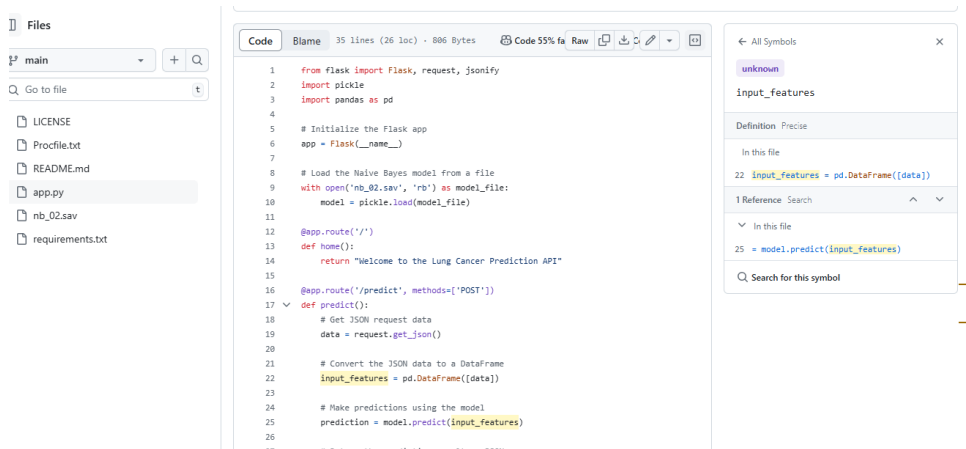 Files
main
Go to file
t
LICENSE
Procfile.txt
README.md
app.py
nb_02.sav
requirements.txt
Code Blame 35 lines (26 loc) · 806 Bytes Code 55% fa Raw
1 from flask import Flask, request, jsonify
2 import pickle
3 import pandas as pd
4
5 # Initialize the Flask app
6 app = Flask(__name__)
7
8 # Load the Naive Bayes model from a file
9 with open('nb_02.sav', 'rb') as model_file:
10 model = pickle.load(model_file)
11
12 @app.route('/')
13 def home():
14 return "Welcome to the Lung Cancer Prediction API"
15
16 @app.route('/predict', methods=['POST'])
17 def predict():
18 # Get JSON request data
19 data = request.get_json()
20
21 # Convert the JSON data to a DataFrame
22 input_features = pd.DataFrame([data])
23
24 # Make predictions using the model
25 prediction = model.predict(input_features)
26
All Symbols
unknown
input_features
Definition Precise
In this file
22 input_features = pd.DataFrame([data])
1 Reference Search
In this file
25 = model.predict(input_features)
Search for this symbol